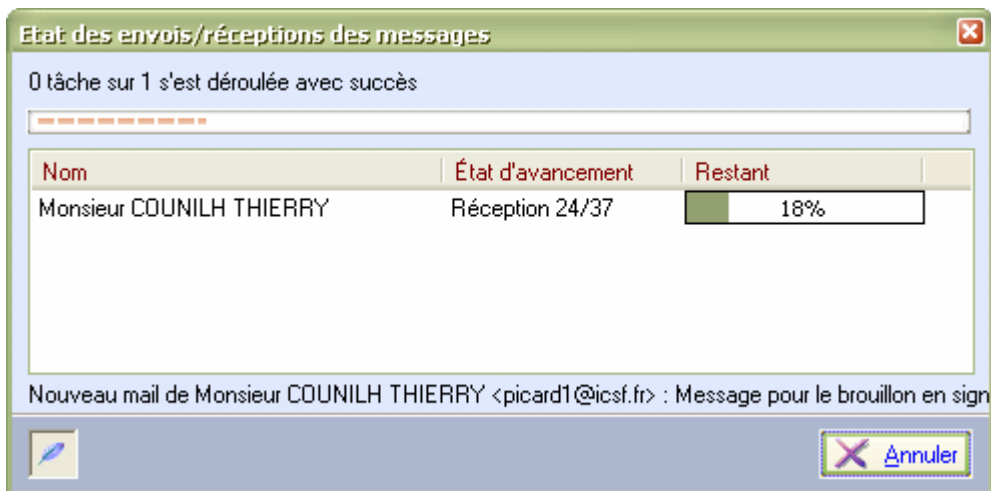 Etat des envois/réceptions des messages
0 tâche sur 1 s'est déroulée avec succès
Nom État d'avancement Restant
Monsieur COUNILH THIERRY Réception 24/37 18%
Nouveau mail de Monsieur COUNILH THIERRY <picard1@icsf.fr> : Message pour le brouillon en sign
Annuler